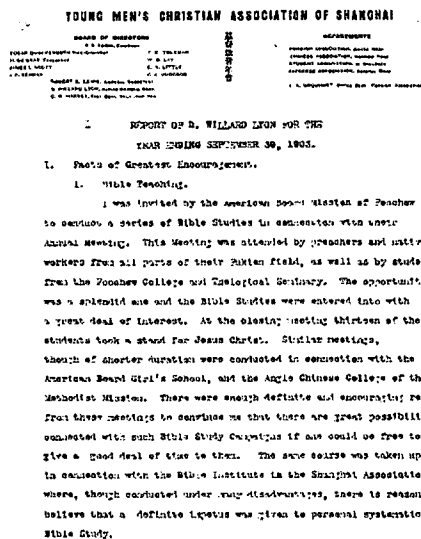 YOUNG MEN'S CHRISTIAN ASSOCIATION OF SHANGHAI
BOARD OF DIRECTORS
DEPARTMENTS
REPORT OF D. WILLARD LYON FOR THE
YEAR ENDING SEPTEMBER 30, 1903.
I. Facts of Greatest Encouragement.
1. Bible Teaching.
I was invited by the American Board Mission of Foochow
to conduct a series of Bible Studies in connection with their
Annual Meeting. This Meeting was attended by preachers and nativ
workers from all parts of their Fukien field, as well as by stude
from the Foochow College and Theological Seminary. The opportunit
was a splendid one and the Bible Studies were entered into with
a great deal of interest. At the closing meeting thirteen of the
students took a stand for Jesus Christ. Similar meetings,
though of shorter duration were conducted in connection with the
American Board Girl's School, and the Anglo Chinese College of th
Methodist Mission. There were enough definite and encouraging re
from these meetings to convince me that there are great possibili
connected with such Bible Study Campaigns if one could be free to
give a good deal of time to them. The same course was taken up
in connection with the Bible Institute in the Shanghai Associatio
where, though conducted under many disadvantages, there is reason
believe that a definite impetus was given to personal systematic
Bible Study.